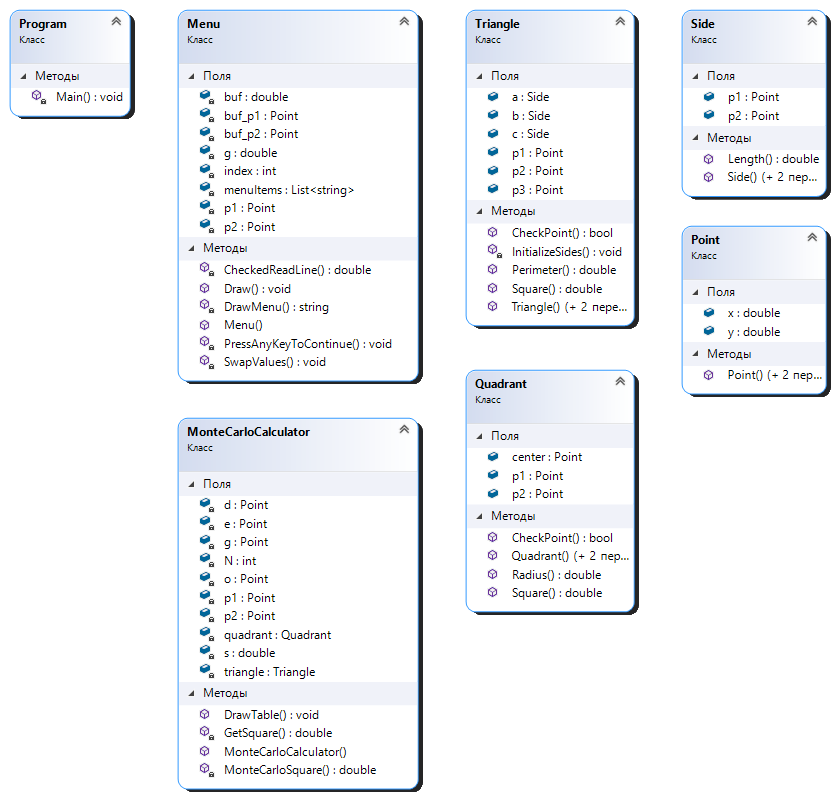 Program
Класс
Методы
Main() : void
Menu
Класс
Поля
buf : double
buf_p1 : Point
buf_p2 : Point
g : double
index : int
menuItems : List<string>
p1 : Point
p2 : Point
Методы
CheckedReadLine() : double
Draw() : void
DrawMenu() : string
Menu()
PressAnyKeyToContinue() : void
SwapValues() : void
MonteCarloCalculator
Класс
Поля
d : Point
e : Point
g : Point
N : int
o : Point
p1 : Point
p2 : Point
quadrant : Quadrant
s : double
triangle : Triangle
Методы
DrawTable() : void
GetSquare() : double
MonteCarloCalculator()
MonteCarloSquare() : double
Triangle
Класс
Поля
a : Side
b : Side
c : Side
p1 : Point
p2 : Point
p3 : Point
Методы
CheckPoint() : bool
InitializeSides() : void
Perimeter() : double
Square() : double
Triangle() (+ 2 пере...
Quadrant
Класс
Поля
center : Point
p1 : Point
p2 : Point
Методы
CheckPoint() : bool
Quadrant() (+ 2 пер...
Radius() : double
Square() : double
Side
Класс
Поля
p1 : Point
p2 : Point
Методы
Length() : double
Side() (+ 2 пер...
Point
Класс
Поля
x : double
y : double
Методы
Point() (+ 2 пер...